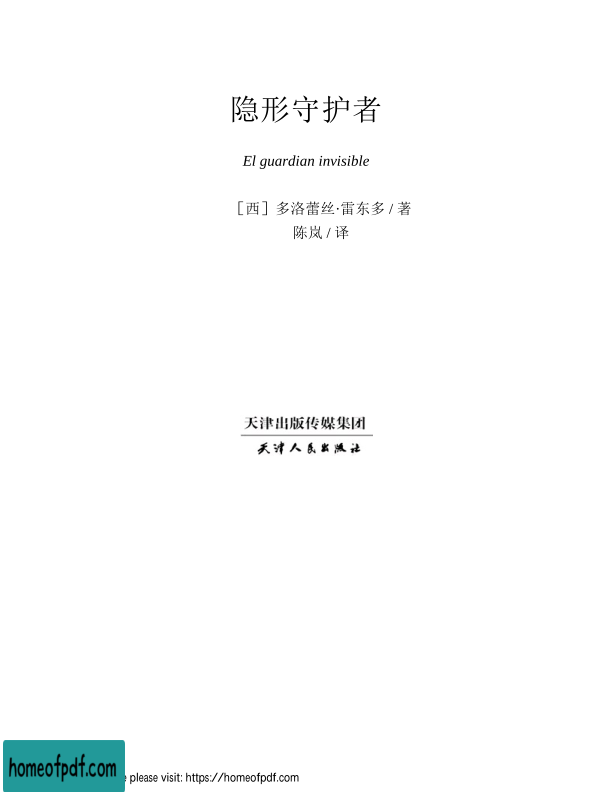 隐形守护者
El guardian invisible
［西］多洛蕾丝·雷东多 / 著
陈岚 / 译
天津出版传媒集团
天津人民出版社
homeofpdf.com
please visit: https://homeofpdf.com